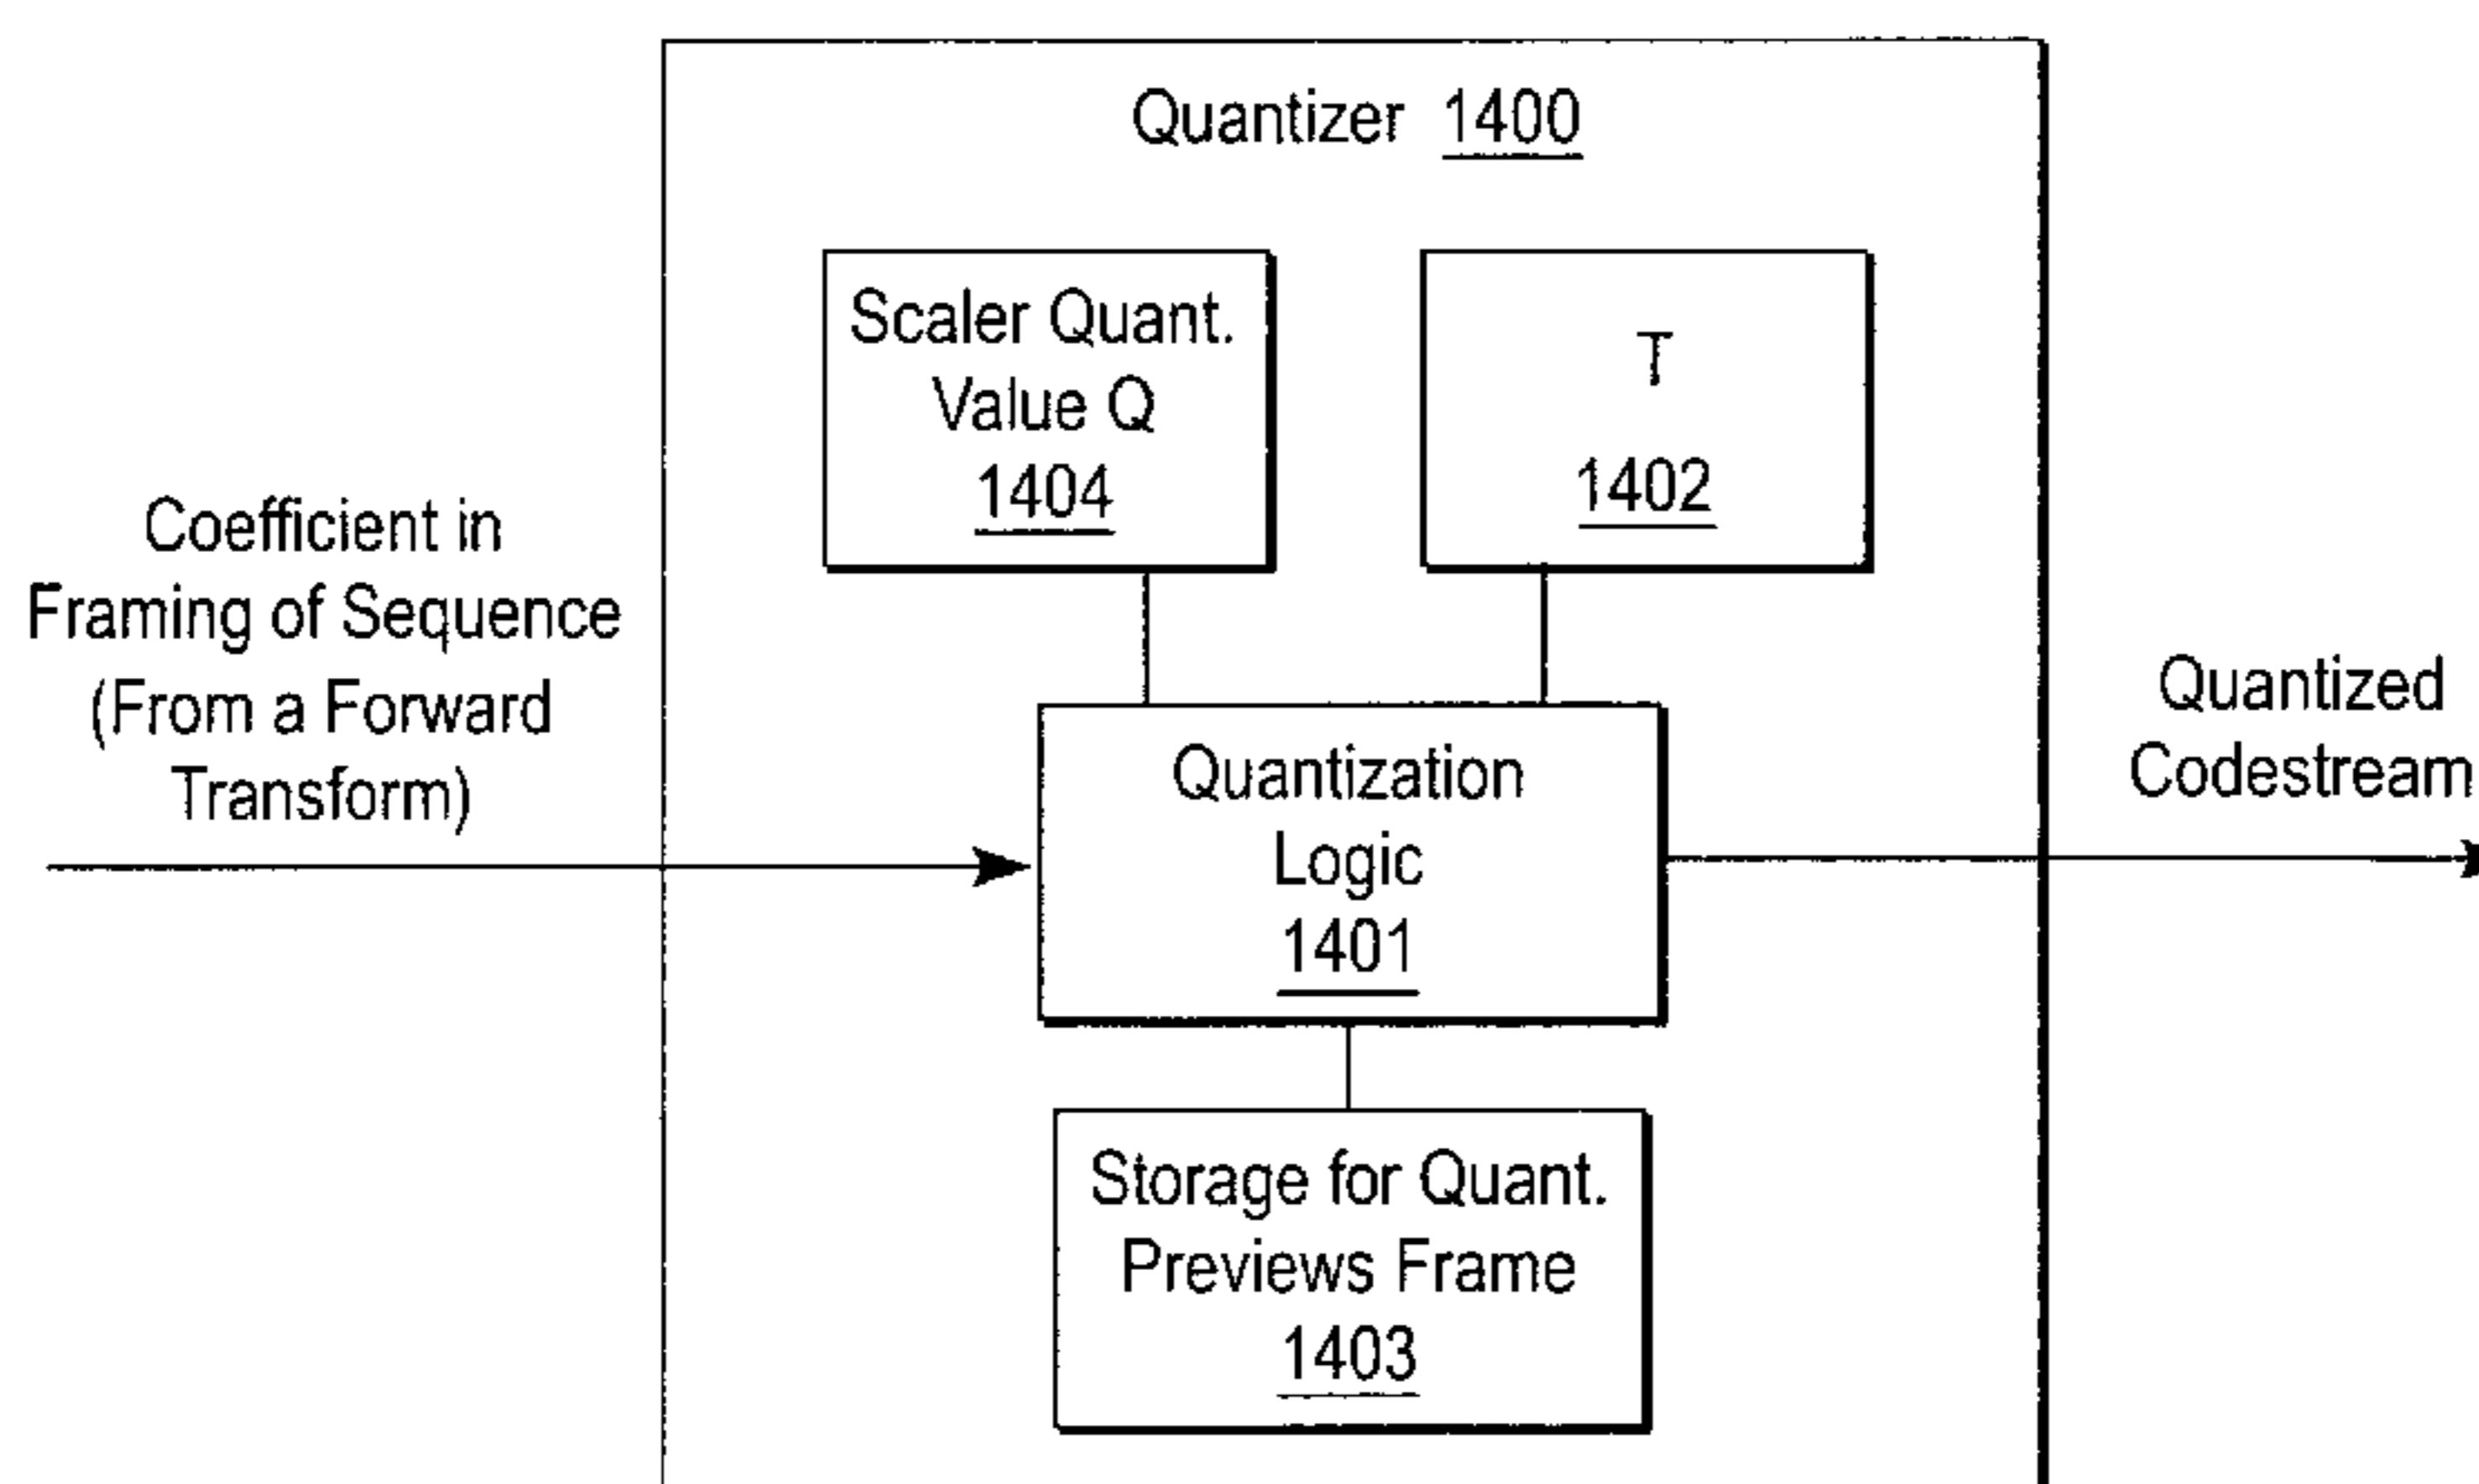 Quantizer 1400
Scaler Quant.
Value Q
1404
T
1402
Coefficient in
Framing of Sequence
(From a Forward
Transform)
Quantization
Logic
1401
Quantized
Codestream
Storage for Quant.
Previews Frame
1403